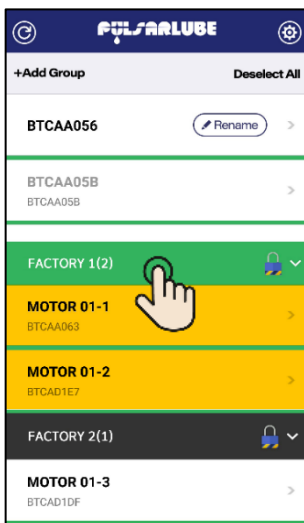 PULSARLUBE
+Add Group Deselect All
BTCAA056 Rename
BTCAA05B
BTCAA05B
FACTORY 1(2)
MOTOR 01-1
BTCAA063
MOTOR 01-2
BTCAD1E7
FACTORY 2(1)
MOTOR 01-3
BTCAD1DF